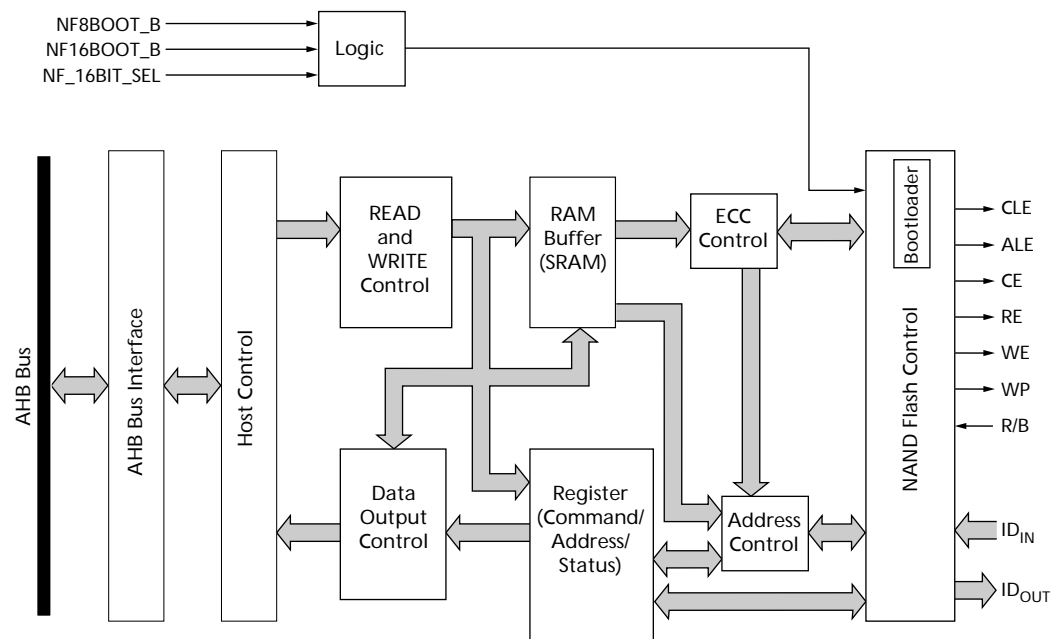 NF8BOOT_B
NF16BOOT_B
NF_16BIT_SEL
Logic
AHB Bus
AHB Bus Interface
Host Control
READ
and
WRITE
Control
RAM
Buffer
(SRAM)
ECC
Control
Data
Output
Control
Register
(Command/
Address/
Status)
Address
Control
Bootloader
NAND Flash Control
CLE
ALE
CE
RE
WE
WP
R/B
ID_IN
ID_OUT